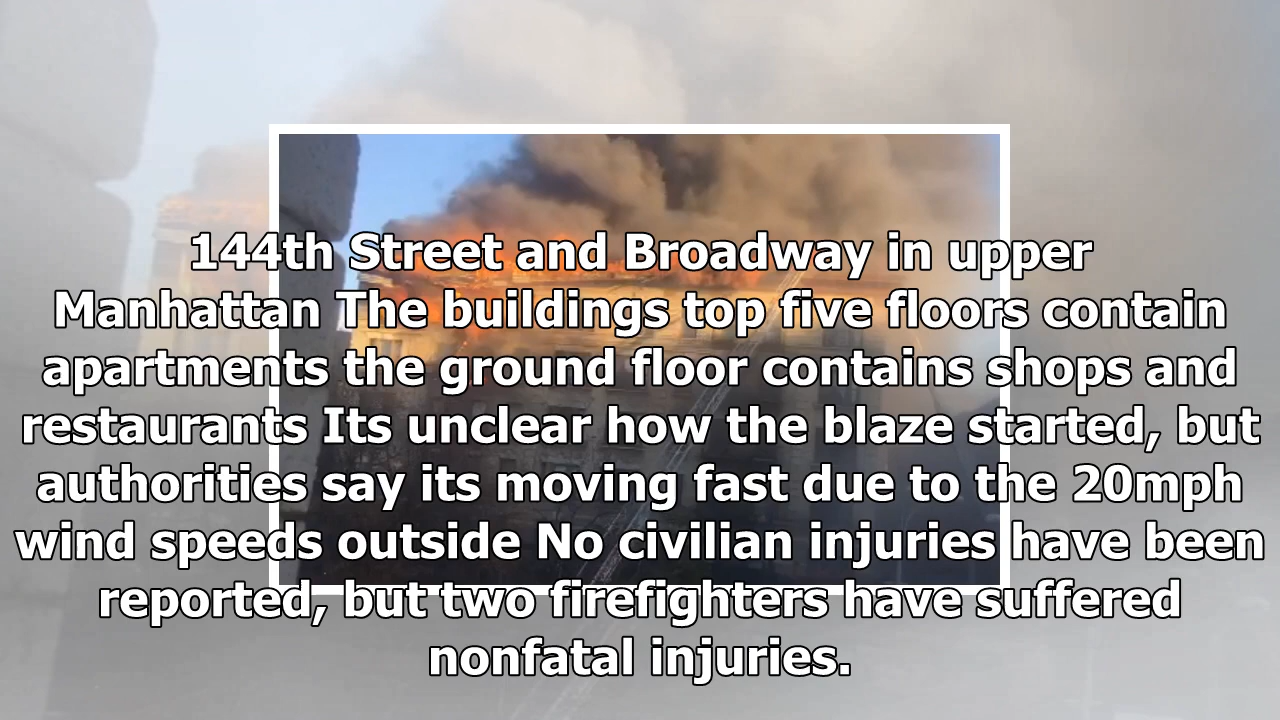 144th Street and Broadway in upper
Manhattan The buildings top five floors contain
apartments the ground floor contains shops and
restaurants Its unclear how the blaze started, but
authorities say its moving fast due to the 20mph
wind speeds outside No civilian injuries have been
reported, but two firefighters have suffered
nonfatal injuries.